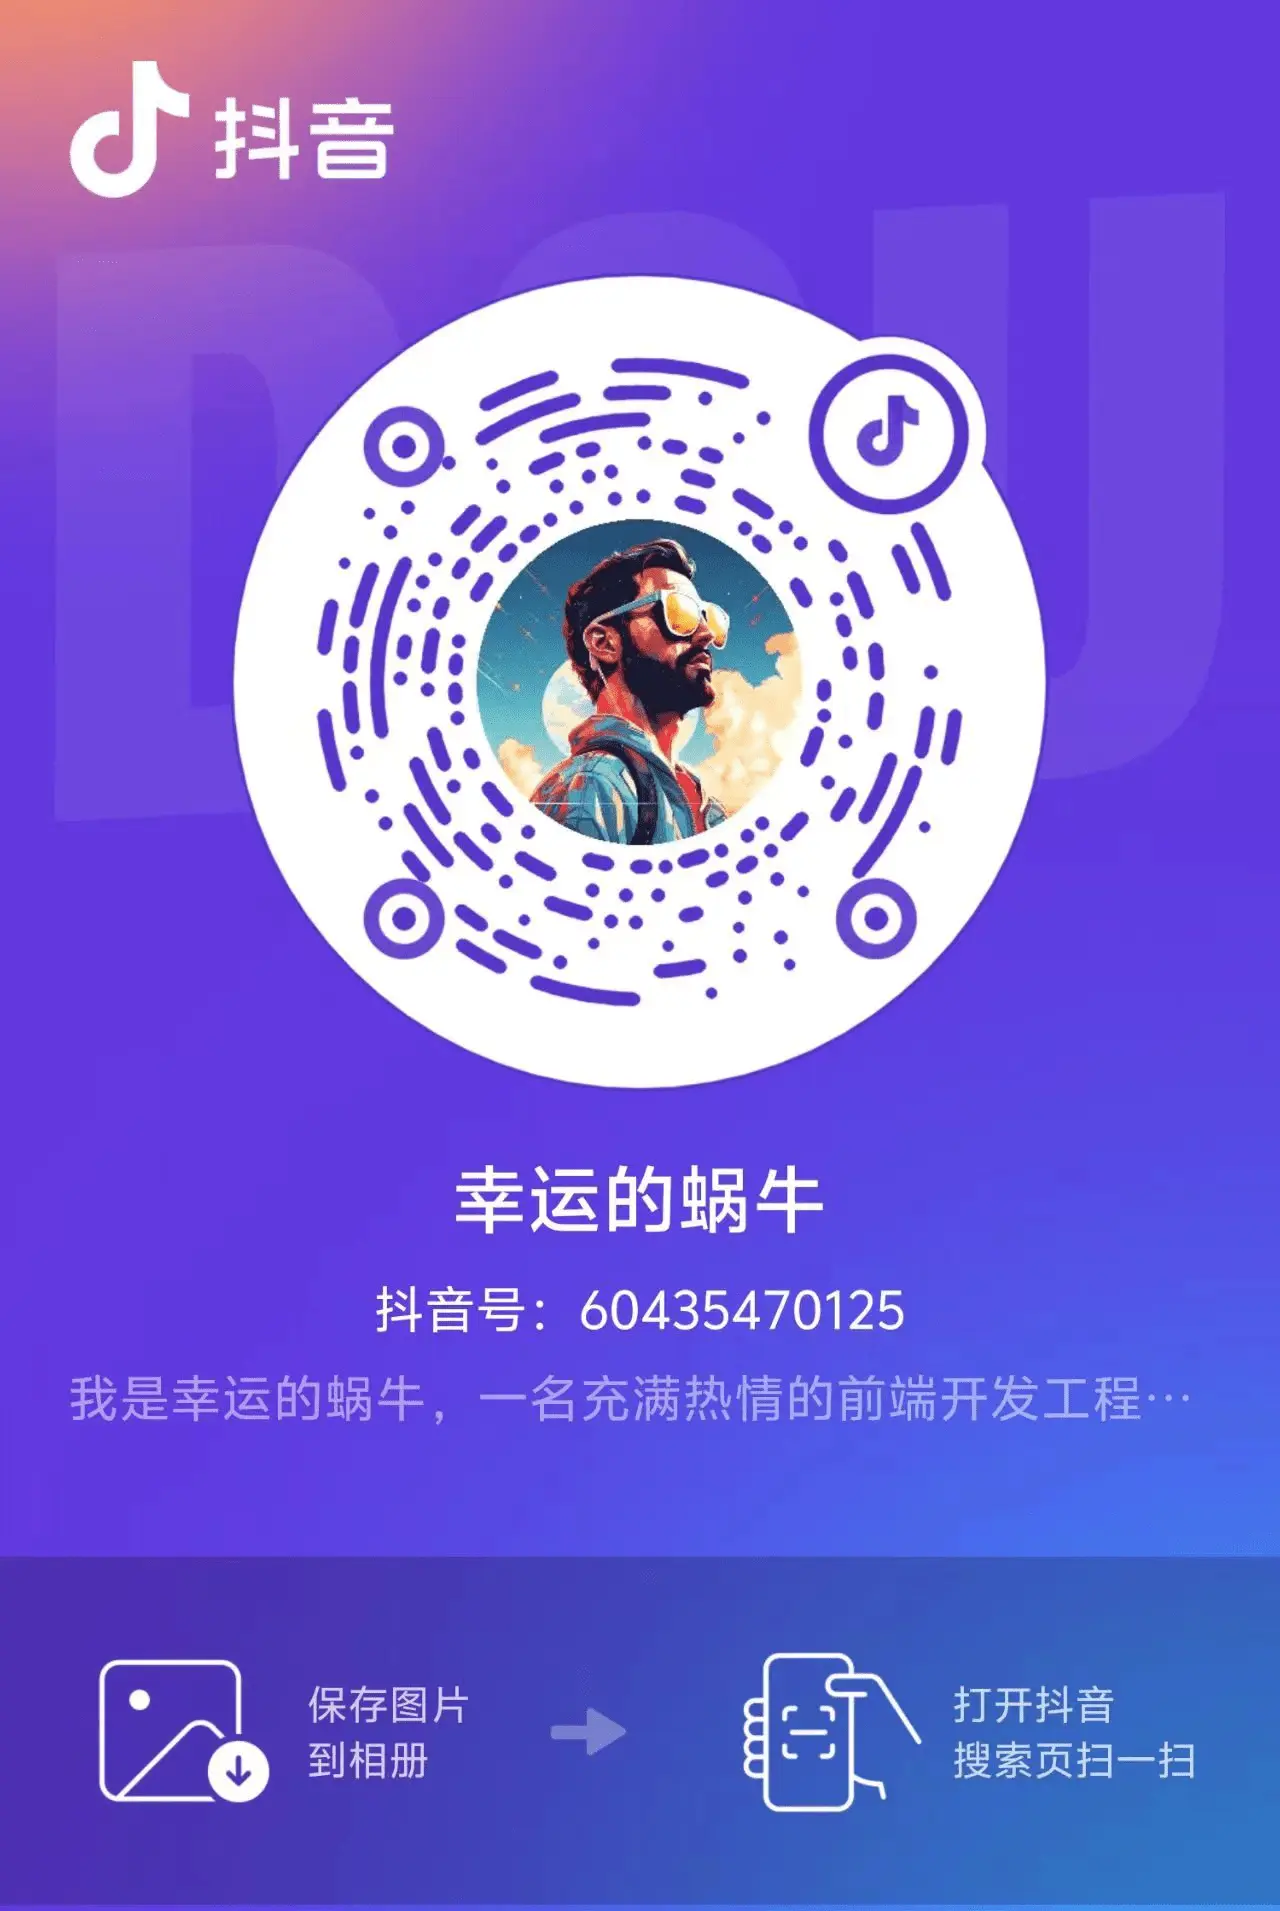 抖音
DOU
幸运的蜗牛
抖音号：60435470125
我是幸运的蜗牛，一名充满热情的前端开发工程…
保存图片
到相册
打开抖音
搜索页扫一扫